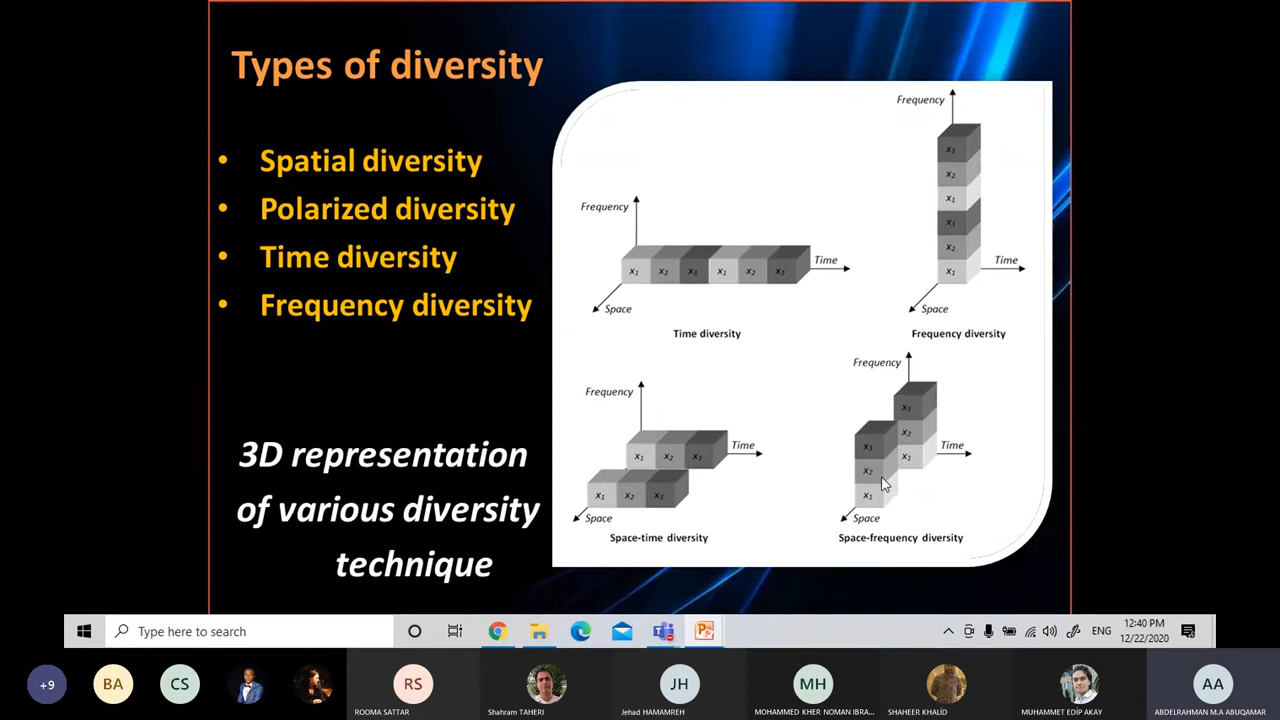 Types of diversity
• Spatial diversity
• Polarized diversity
• Time diversity
• Frequency diversity
3D representation
of various diversity
technique
Frequency
x1 x2 x3 x1 x2 x3
Time
Space
Time diversity
Frequency
x3
x2
x1
x3
x2
x1
Time
Space
Frequency diversity
Frequency
x1 x2 x3
Time
x1 x2 x3
Space
Space-time diversity
Frequency
x3
x2
x1
Time
x3
x2
x1
Space
Space-frequency diversity
Type here to search
ENG
12:40 PM
12/22/2020
+9
BA
CS
RS
ROOMA SATTAR
Shahram TAHERI
JH
Jehad HAMAMREH
MH
MOHAMMED KHER NOMAN IBRA...
SHAHEER KHALİD
MUHAMMET EDİP AKAY
AA
ABDELRAHMAN M.A ABUQAMAR